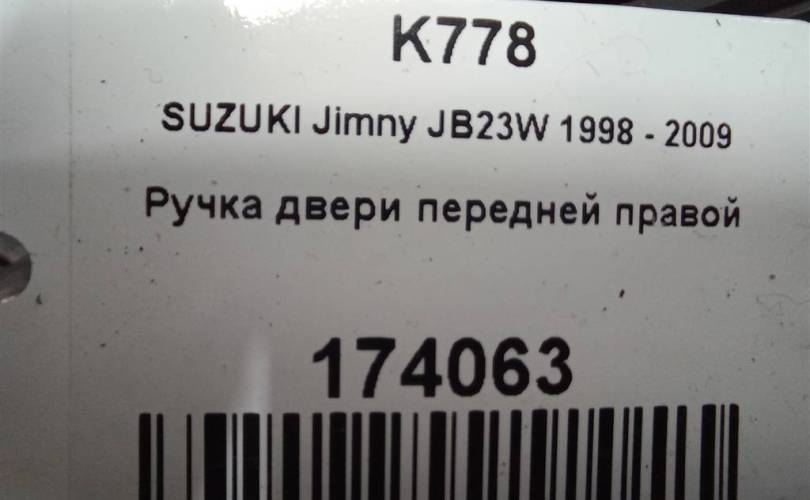 K778
SUZUKI Jimny JB23W 1998 - 2009
Ручка двери передней правой
174063